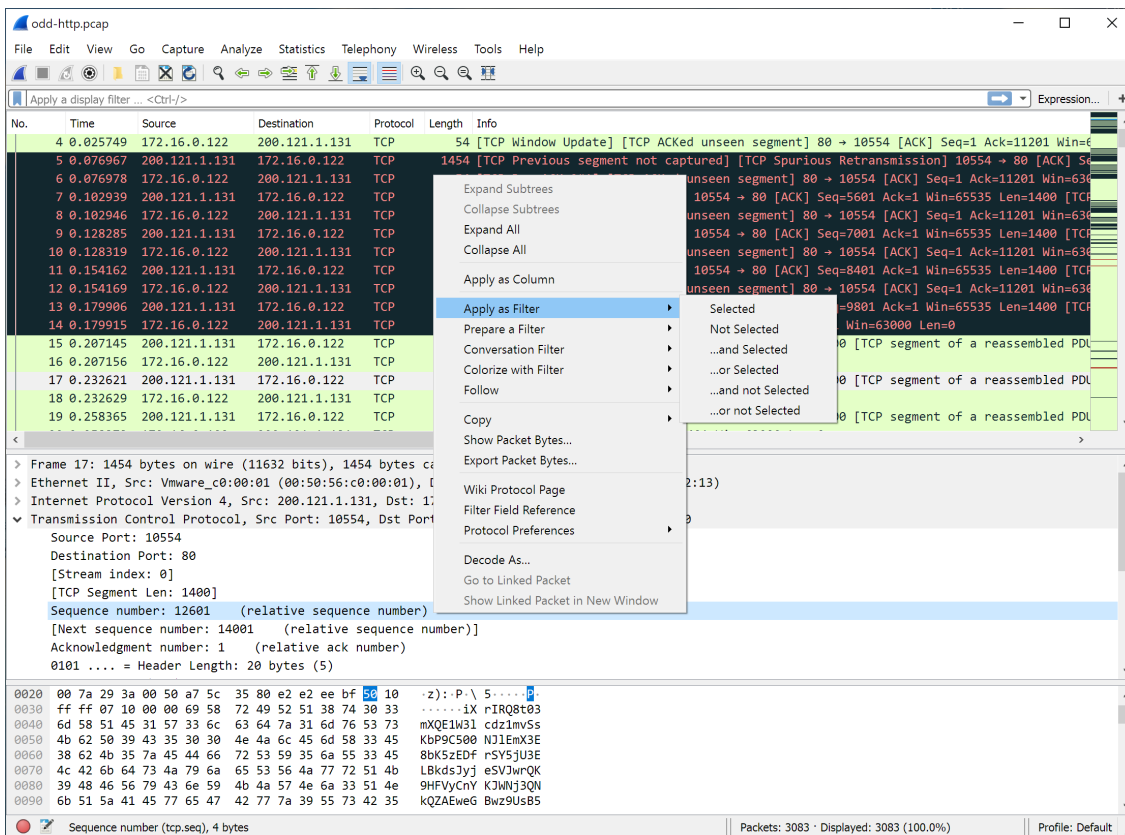 odd-http.pcap
File Edit View Go Capture Analyze Statistics Telephony Wireless Tools Help
Apply a display filter ... <Ctrl-/> Expression... +
No. Time Source Destination Protocol Length Info
4 0.025749 172.16.0.122 200.121.1.131 TCP 54 [TCP Window Update] [TCP ACKed unseen segment] 80 → 10554 [ACK] Seq=1 Ack=11201 Win=6
5 0.076967 200.121.1.131 172.16.0.122 TCP 1454 [TCP Previous segment not captured] [TCP Spurious Retransmission] 10554 → 80 [ACK] Se
6 0.076978 172.16.0.122 200.121.1.131 TCP unseen segment] 80 → 10554 [ACK] Seq=1 Ack=11201 Win=630
7 0.102939 200.121.1.131 172.16.0.122 TCP 10554 → 80 [ACK] Seq=5601 Ack=1 Win=65535 Len=1400 [TCP
8 0.102946 172.16.0.122 200.121.1.131 TCP unseen segment] 80 → 10554 [ACK] Seq=1 Ack=11201 Win=630
9 0.128285 200.121.1.131 172.16.0.122 TCP 10554 → 80 [ACK] Seq=7001 Ack=1 Win=65535 Len=1400 [TCP
10 0.128319 172.16.0.122 200.121.1.131 TCP unseen segment] 80 → 10554 [ACK] Seq=1 Ack=11201 Win=630
11 0.154162 200.121.1.131 172.16.0.122 TCP 10554 → 80 [ACK] Seq=8401 Ack=1 Win=65535 Len=1400 [TCP
12 0.154169 172.16.0.122 200.121.1.131 TCP unseen segment] 80 → 10554 [ACK] Seq=1 Ack=11201 Win=630
13 0.179906 200.121.1.131 172.16.0.122 TCP =9801 Ack=1 Win=65535 Len=1400 [TCP
14 0.179915 172.16.0.122 200.121.1.131 TCP Win=63000 Len=0
15 0.207145 200.121.1.131 172.16.0.122 TCP 00 [TCP segment of a reassembled PDU
16 0.207156 172.16.0.122 200.121.1.131 TCP
17 0.232621 200.121.1.131 172.16.0.122 TCP 00 [TCP segment of a reassembled PDU
18 0.232629 172.16.0.122 200.121.1.131 TCP
19 0.258365 200.121.1.131 172.16.0.122 TCP 00 [TCP segment of a reassembled PDU
Expand Subtrees
Collapse Subtrees
Expand All
Collapse All
Apply as Column
Apply as Filter
Prepare a Filter
Conversation Filter
Colorize with Filter
Follow
Copy
Show Packet Bytes...
Export Packet Bytes...
Wiki Protocol Page
Filter Field Reference
Protocol Preferences
Decode As...
Go to Linked Packet
Show Linked Packet in New Window
Selected
Not Selected
...and Selected
...or Selected
...and not Selected
...or not Selected
Frame 17: 1454 bytes on wire (11632 bits), 1454 bytes ca
Ethernet II, Src: Vmware_c0:00:01 (00:50:56:c0:00:01), D 2:13)
Internet Protocol Version 4, Src: 200.121.1.131, Dst: 17
Transmission Control Protocol, Src Port: 10554, Dst Port 0
Source Port: 10554
Destination Port: 80
[Stream index: 0]
[TCP Segment Len: 1400]
Sequence number: 12601 (relative sequence number)
[Next sequence number: 14001 (relative sequence number)]
Acknowledgment number: 1 (relative ack number)
0101 .... = Header Length: 20 bytes (5)
0020 00 7a 29 3a 00 50 a7 5c 35 80 e2 e2 ee bf 50 10 ·z):·P·\ 5·····P·
0030 ff ff 07 10 00 00 69 58 72 49 52 51 38 74 30 33 ······iX rIRQ8t03
0040 6d 58 51 45 31 57 33 6c 63 64 7a 31 6d 76 53 73 mXQE1W3l cdz1mvSs
0050 4b 62 50 39 43 35 30 30 4e 4a 6c 45 6d 58 33 45 KbP9C500 NJlEmX3E
0060 38 62 4b 35 7a 45 44 66 72 53 59 35 6a 55 33 45 8bK5zEDf rSY5jU3E
0070 4c 42 6b 64 73 4a 79 6a 65 53 56 4a 77 72 51 4b LBkdsJyj eSVJwrQK
0080 39 48 46 56 79 43 6e 59 4b 4a 57 4e 6a 33 51 4e 9HFVyCnY KJWNj3QN
0090 6b 51 5a 41 45 77 65 47 42 77 7a 39 55 73 42 35 kQZAEweG Bwz9UsB5
Sequence number (tcp.seq), 4 bytes Packets: 3083 · Displayed: 3083 (100.0%) Profile: Default